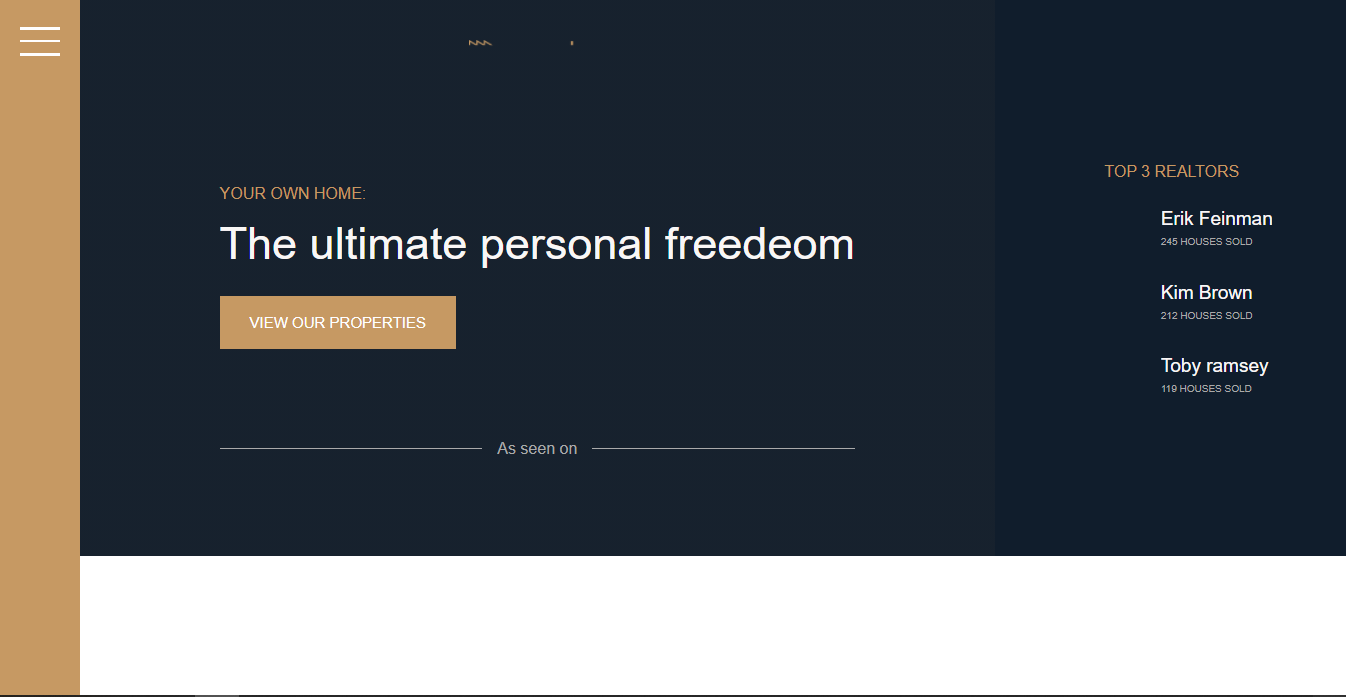 YOUR OWN HOME:
The ultimate personal freedeom
VIEW OUR PROPERTIES
As seen on
TOP 3 REALTORS
Erik Feinman
245 HOUSES SOLD
Kim Brown
212 HOUSES SOLD
Toby ramsey
119 HOUSES SOLD